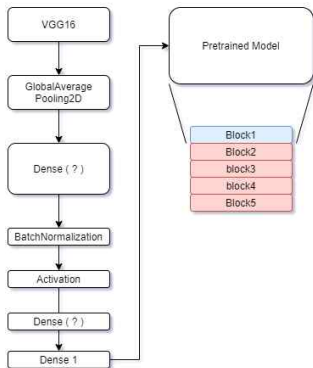 VGG16
GlobalAverage
Pooling2D
Dense ( ? )
BatchNormalization
Activation
Dense ( ? )
Dense 1
Pretrained Model
Block1
Block2
block3
block4
Block5